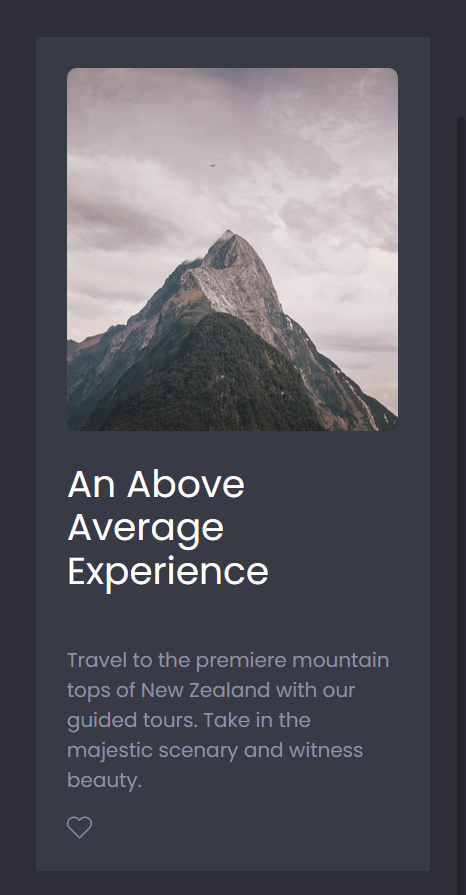 An Above
Average
Experience
Travel to the premiere mountain
tops of New Zealand with our
guided tours. Take in the
majestic scenary and witness
beauty.